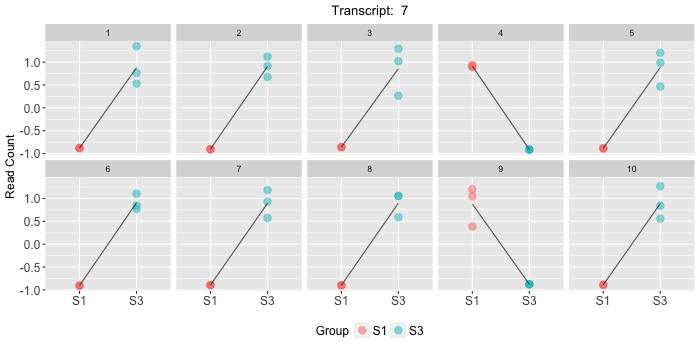 Transcript: 7
1 2 3 4 5
1.0
0.5
0.0
-0.5
-1.0
6 7 8 9 10
1.0
0.5
0.0
-0.5
-1.0
Read Count
S1 S3 S1 S3 S1 S3 S1 S3 S1 S3
Group S1 S3